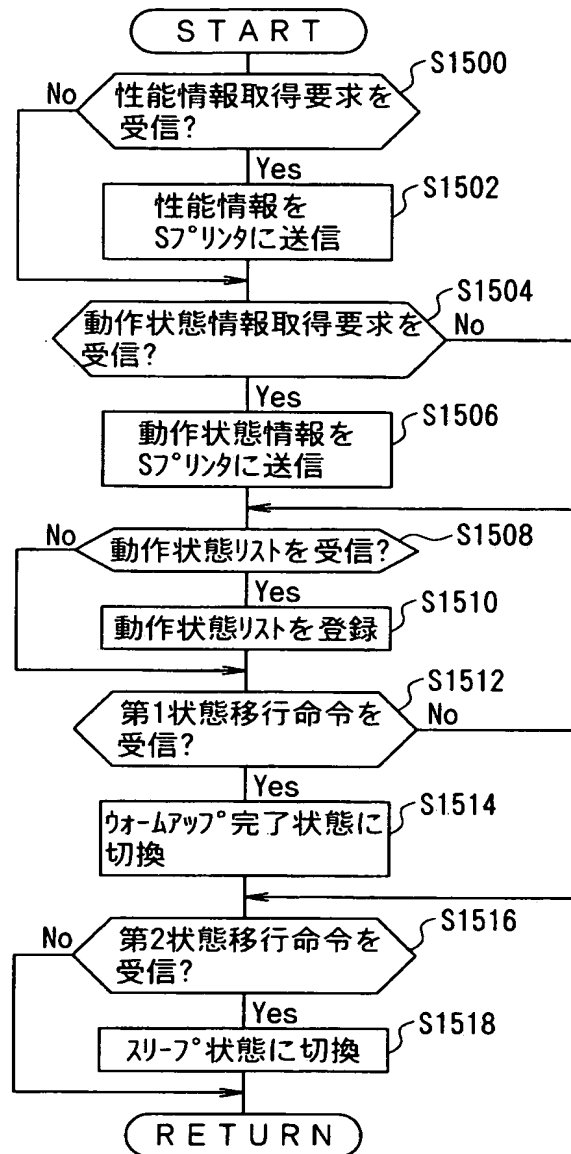 START
S1500
No
性能情報取得要求を
受信?
Yes
S1502
性能情報を
Sﾌﾟﾘﾝﾀに送信
S1504
動作状態情報取得要求を
受信?
No
Yes
S1506
動作状態情報を
Sﾌﾟﾘﾝﾀに送信
No
動作状態ﾘｽﾄを受信?
S1508
Yes
S1510
動作状態ﾘｽﾄを登録
S1512
第1状態移行命令を
受信?
No
Yes
S1514
ｳｫｰﾑｱｯﾌﾟ完了状態に
切換
S1516
No
第2状態移行命令を
受信?
Yes
S1518
ｽﾘｰﾌﾟ状態に切換
RETURN